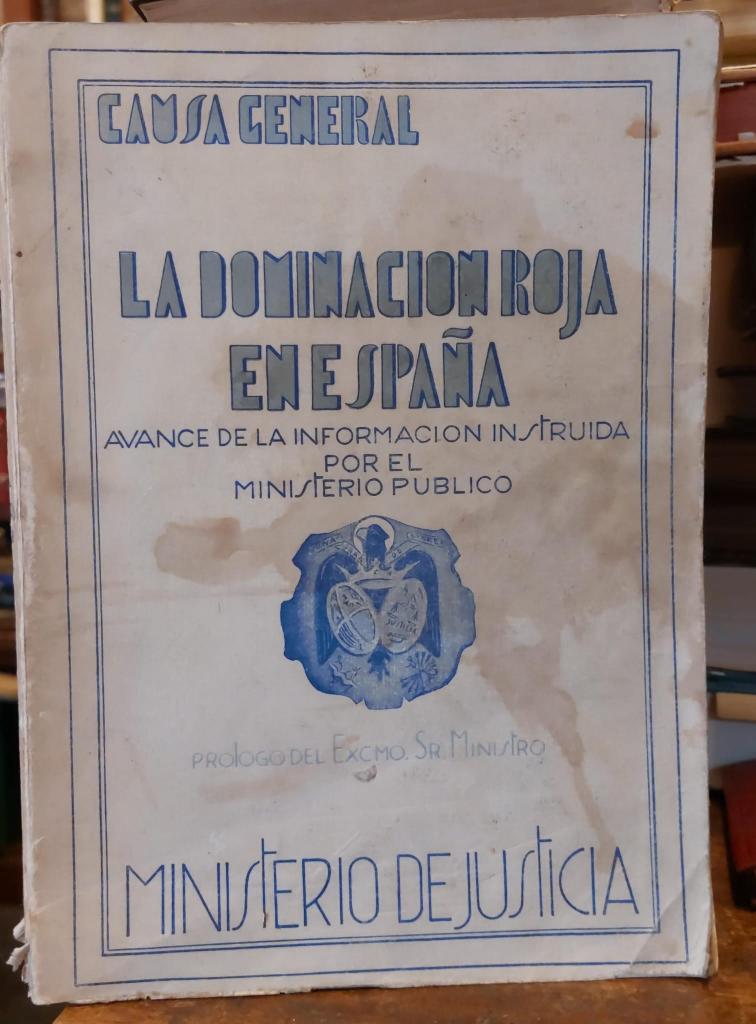 CAUSA GENERAL
LA DOMINACION ROJA
EN ESPAÑA
AVANCE DE LA INFORMACION INSTRUIDA
POR EL
MINISTERIO PUBLICO
PROLOGO DEL EXCMO. SR. MINISTRO
MINISTERIO DE JUSTICIA